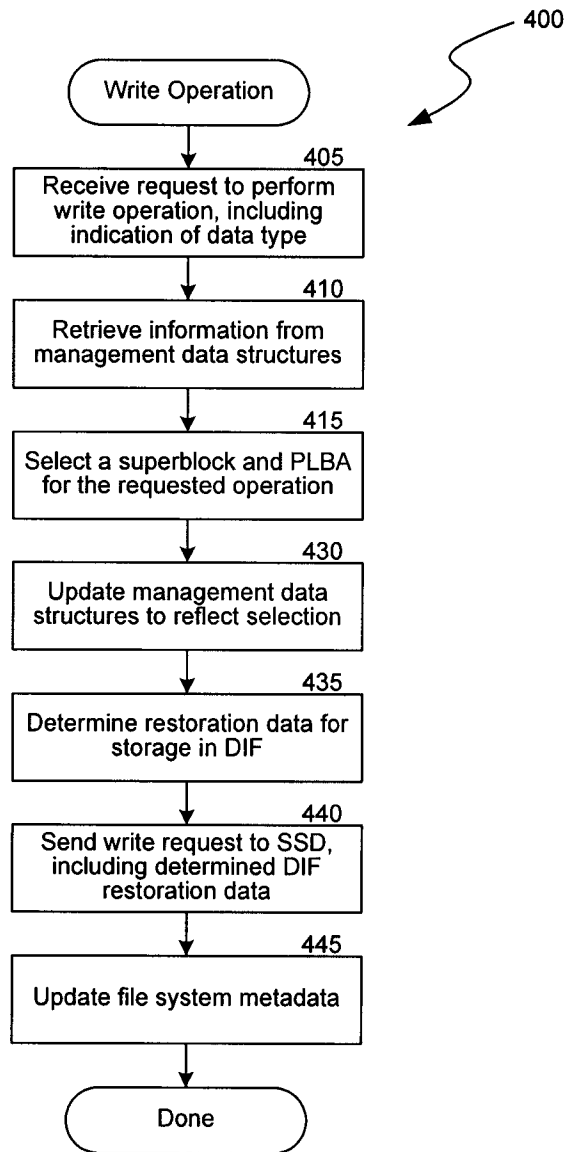 400
Write Operation
405
Receive request to perform
write operation, including
indication of data type
410
Retrieve information from
management data structures
415
Select a superblock and PLBA
for the requested operation
430
Update management data
structures to reflect selection
435
Determine restoration data for
storage in DIF
440
Send write request to SSD,
including determined DIF
restoration data
445
Update file system metadata
Done